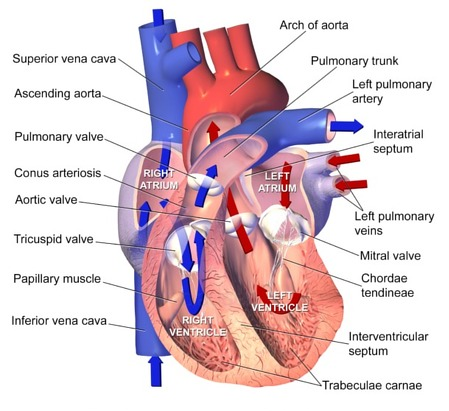 Arch of aorta
Superior vena cava
Pulmonary trunk
Left pulmonary
artery
Ascending aorta
Pulmonary valve
Interatrial
septum
Conus arteriosis
RIGHT
ATRIUM
LEFT
ATRIUM
Aortic valve
Left pulmonary
veins
Tricuspid valve
Mitral valve
Papillary muscle
Chordae
tendineae
LEFT
VENTRICLE
Inferior vena cava
RIGHT
VENTRICLE
Interventricular
septum
Trabeculae carnae